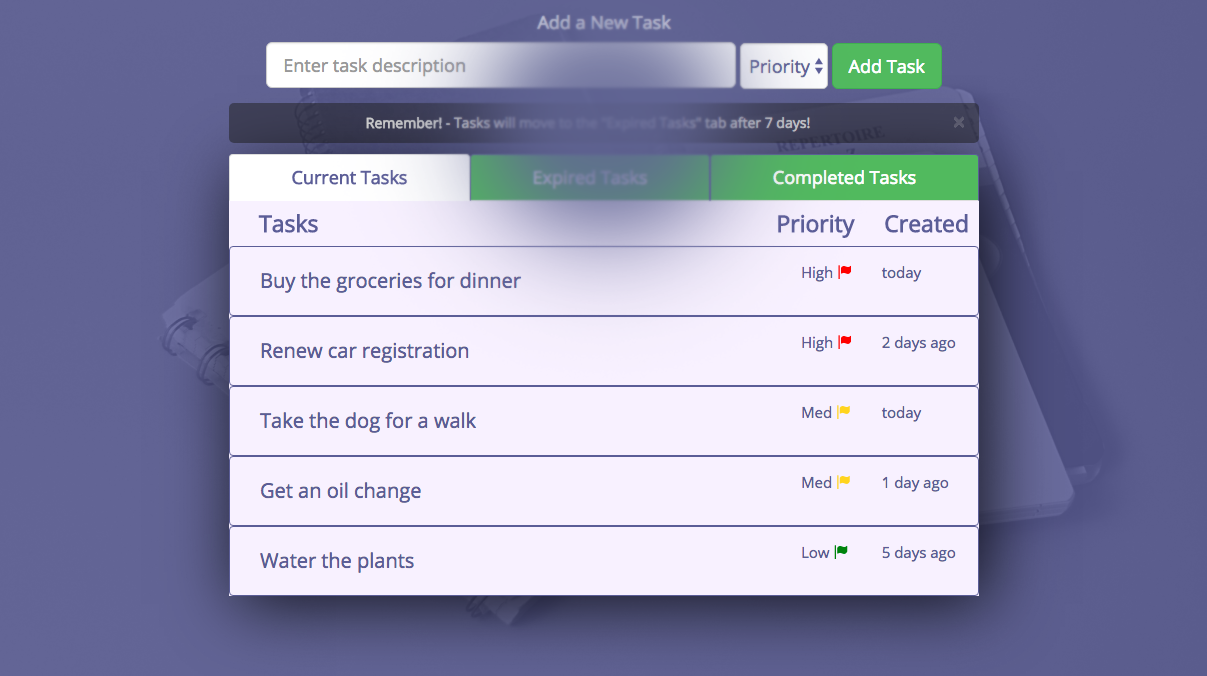 Add a New Task
Enter task description
Priority
Add Task
Remember! - Tasks will move to the "Expired Tasks" tab after 7 days!
Current Tasks
Expired Tasks
Completed Tasks
REPERTOIRE
Tasks Priority Created
Buy the groceries for dinner High today
Renew car registration High 2 days ago
Take the dog for a walk Med today
Get an oil change Med 1 day ago
Water the plants Low 5 days ago